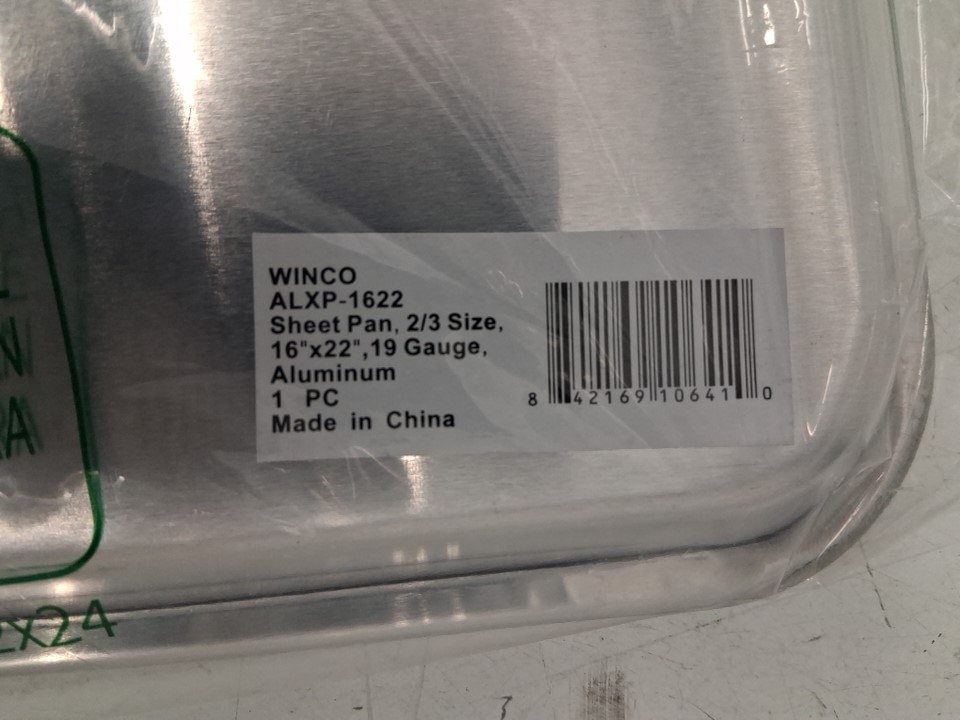 WINCO
ALXP-1622
Sheet Pan, 2/3 Size,
16"x22",19 Gauge,
Aluminum
1 PC
Made in China
8 42169 10641 0
X24